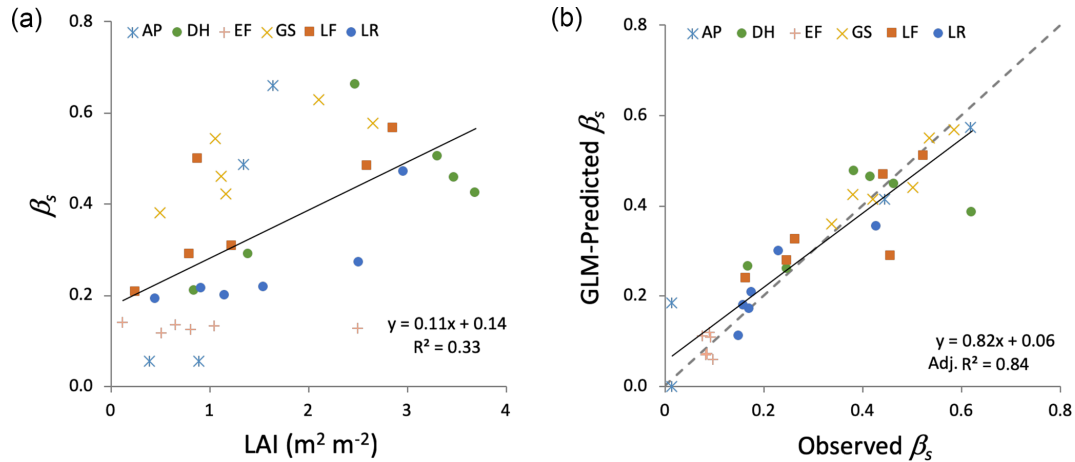 (a)
0.8
AP DH EF GS LF LR
0.6
0.4
0.2
0.0
βs
y = 0.11x + 0.14
R² = 0.33
0 1 2 3 4
LAI (m² m⁻²)
(b)
0.8
AP DH EF GS LF LR
0.6
0.4
0.2
0.0
GLM-Predicted βs
y = 0.82x + 0.06
Adj. R² = 0.84
0 0.2 0.4 0.6 0.8
Observed βs